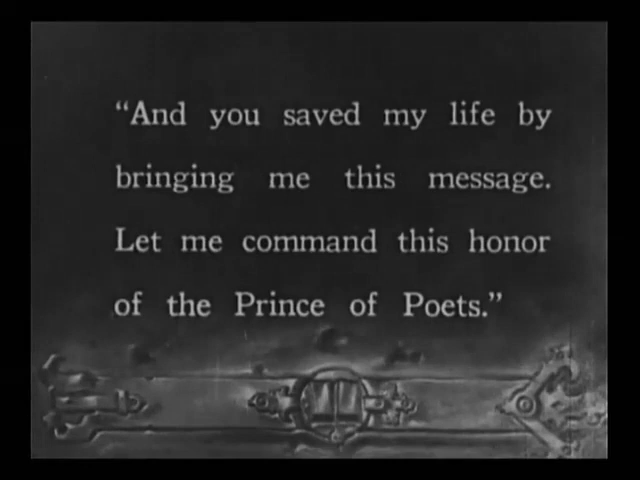 “And you saved my life by
bringing me this message.
Let me command this honor
of the Prince of Poets.”